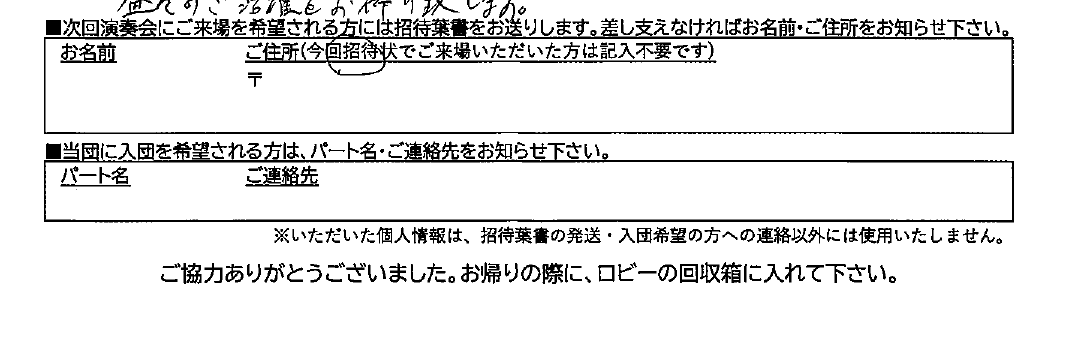 お待ち致します。
■次回演奏会にご来場を希望される方には招待葉書をお送りします。差し支えなければお名前・ご住所をお知らせ下さい。
お名前 ご住所(今回招待状でご来場いただいた方は記入不要です)
〒
■当団に入団を希望される方は、パート名・ご連絡先をお知らせ下さい。
パート名 ご連絡先
※いただいた個人情報は、招待葉書の発送・入団希望の方への連絡以外には使用いたしません。
ご協力ありがとうございました。お帰りの際に、ロビーの回収箱に入れて下さい。